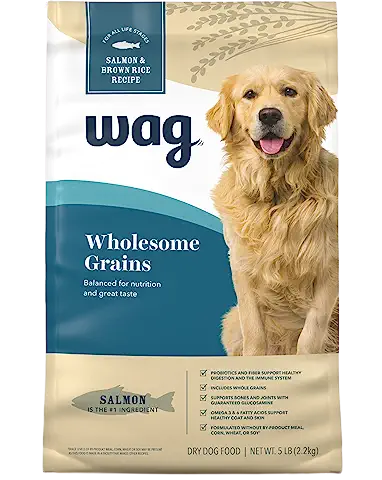 FOR ALL LIFE STAGES
SALMON &
BROWN RICE
RECIPE
wag
Wholesome
Grains
Balanced for nutrition
and great taste
SALMON
IS THE #1 INGREDIENT
PROBIOTICS AND FIBER SUPPORT HEALTHY
DIGESTION AND THE IMMUNE SYSTEM
INCLUDES WHOLE GRAINS
SUPPORTS BONES AND JOINTS WITH
GUARANTEED GLUCOSAMINE
OMEGA 3 & 6 FATTY ACIDS SUPPORT
HEALTHY COAT AND SKIN
FORMULATED WITHOUT BY-PRODUCT MEAL,
CORN, WHEAT, OR SOY
DRY DOG FOOD | NET WT. 5 LB (2.2kg)